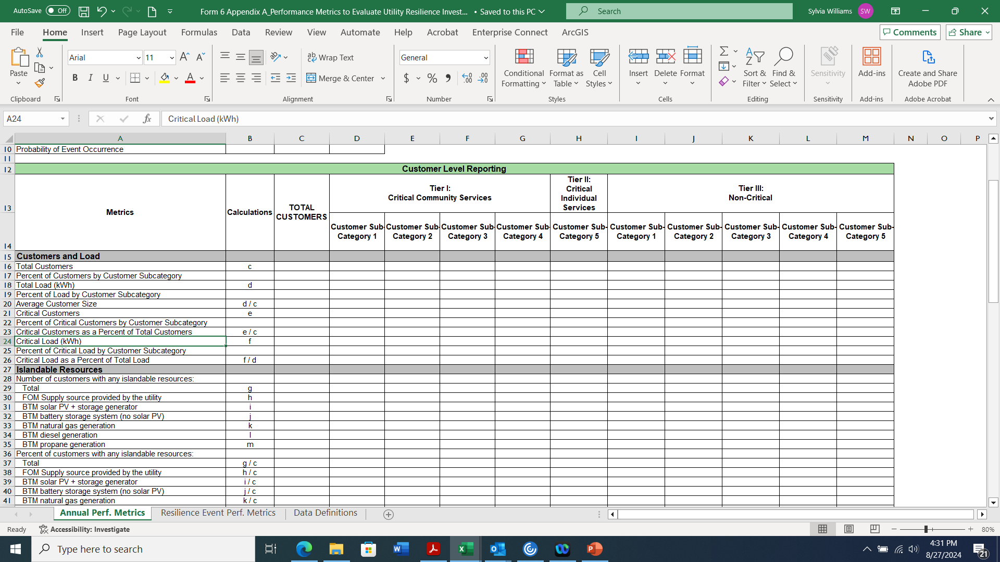 AutoSave Off Form 6 Appendix A_Performance Metrics to Evaluate Utility Resilience Invest... • Saved to this PC Search Sylvia Williams SW
File Home Insert Page Layout Formulas Data Review View Automate Help Acrobat Enterprise Connect ArcGIS Comments Share
Paste Arial 11 Wrap Text General
B I U A Merge & Center $ % Conditional Formatting Format as Table Cell Styles Insert Delete Format Sort & Filter Find & Select Sensitivity Add-ins Create and Share Adobe PDF
Clipboard Font Alignment Number Styles Cells Editing Sensitivity Add-ins Adobe Acrobat
A24 fx Critical Load (kWh)
A B C D E F G H I J K L M N O P
10 Probability of Event Occurrence
11
12 Customer Level Reporting
13 Metrics Calculations TOTAL CUSTOMERS Tier I: Critical Community Services Tier II: Critical Individual Services Tier III: Non-Critical
14 Customer Sub-Category 1 Customer Sub-Category 2 Customer Sub-Category 3 Customer Sub-Category 4 Customer Sub-Category 5 Customer Sub-Category 1 Customer Sub-Category 2 Customer Sub-Category 3 Customer Sub-Category 4 Customer Sub-Category 5
15 Customers and Load
16 Total Customers c
17 Percent of Customers by Customer Subcategory
18 Total Load (kWh) d
19 Percent of Load by Customer Subcategory
20 Average Customer Size d / c
21 Critical Customers e
22 Percent of Critical Customers by Customer Subcategory
23 Critical Customers as a Percent of Total Customers e / c
24 Critical Load (kWh) f
25 Percent of Critical Load by Customer Subcategory
26 Critical Load as a Percent of Total Load f / d
27 Islandable Resources
28 Number of customers with any islandable resources:
29 Total g
30 FOM Supply source provided by the utility h
31 BTM solar PV + storage generator i
32 BTM battery storage system (no solar PV) j
33 BTM natural gas generation k
34 BTM diesel generation l
35 BTM propane generation m
36 Percent of customers with any islandable resources:
37 Total g / c
38 FOM Supply source provided by the utility h / c
39 BTM solar PV + storage generator i / c
40 BTM battery storage system (no solar PV) j / c
41 BTM natural gas generation k / c
Annual Perf. Metrics Resilience Event Perf. Metrics Data Definitions
Ready Accessibility: Investigate 80%
Type here to search 4:31 PM
8/27/2024 21